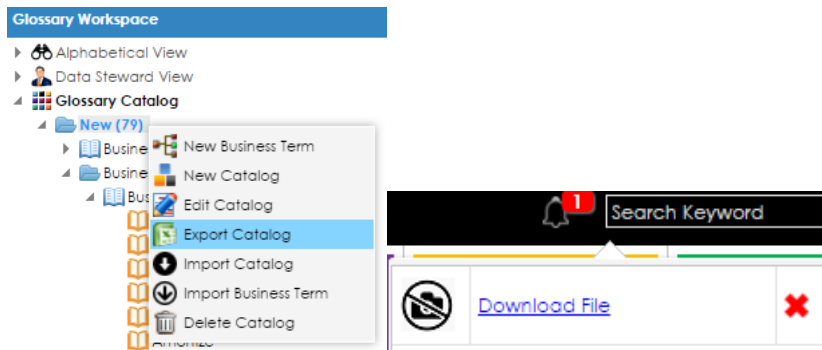 Glossary Workspace
Alphabetical View
Data Steward View
Glossary Catalog
New (79)
New Business Term
New Catalog
Edit Catalog
Export Catalog
Import Catalog
Import Business Term
Delete Catalog
1
Search Keyword
Download File